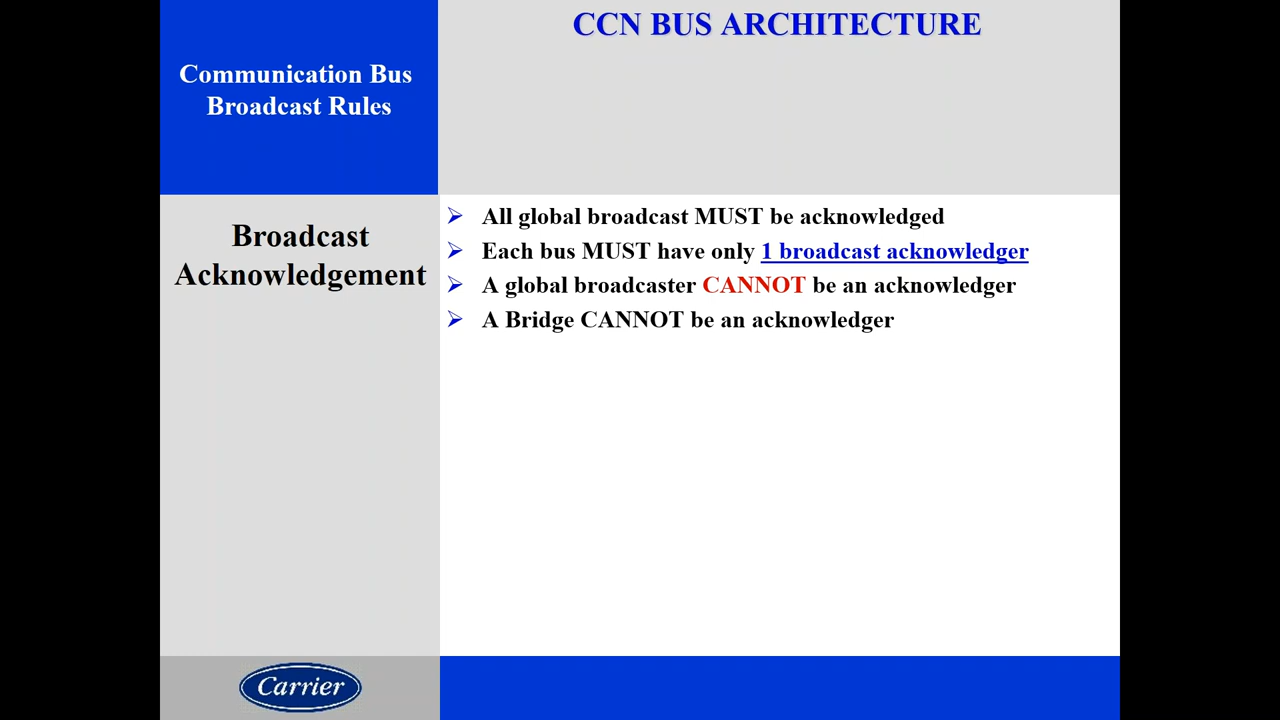 CCN BUS ARCHITECTURE
Communication Bus
Broadcast Rules
Broadcast
Acknowledgement
All global broadcast MUST be acknowledged
Each bus MUST have only 1 broadcast acknowledger
A global broadcaster CANNOT be an acknowledger
A Bridge CANNOT be an acknowledger
Carrier